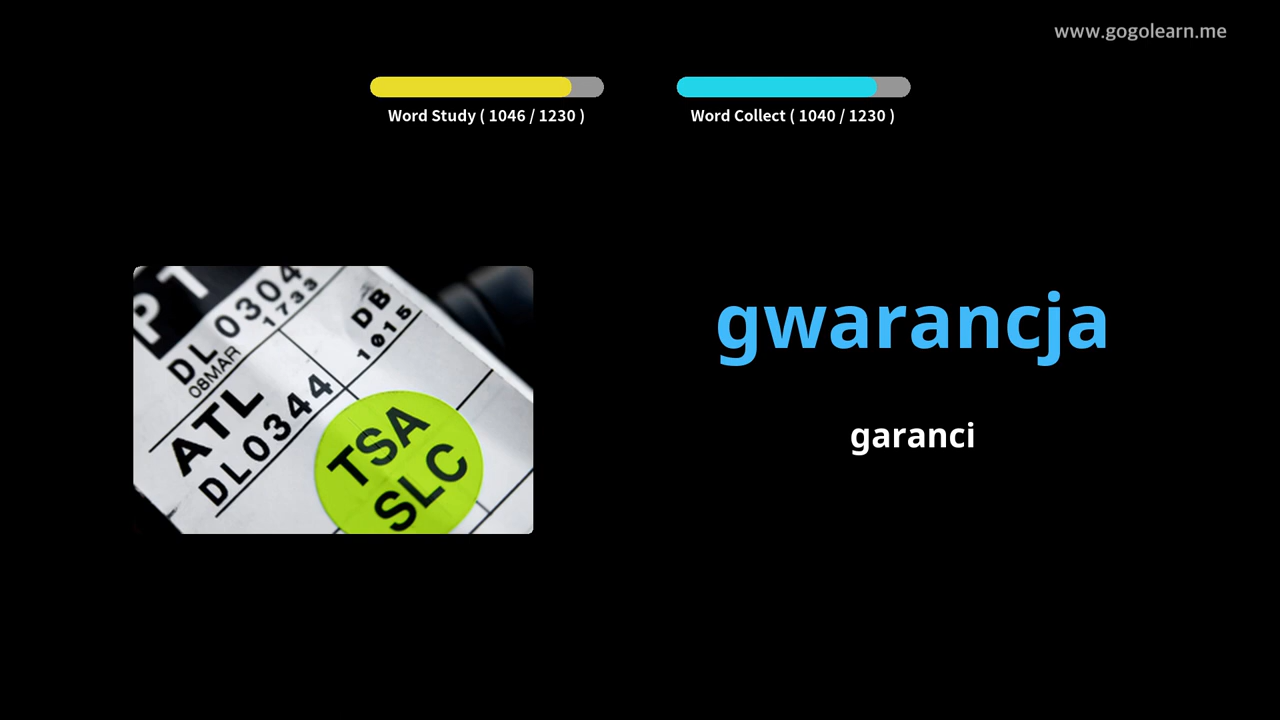 www.gogolearn.me
Word Study ( 1046 / 1230 )
Word Collect ( 1040 / 1230 )
P1
DL0304
1733
08MAR
DB
1015
ATL
DL0344
TSA
SLC
gwarancja
garanci